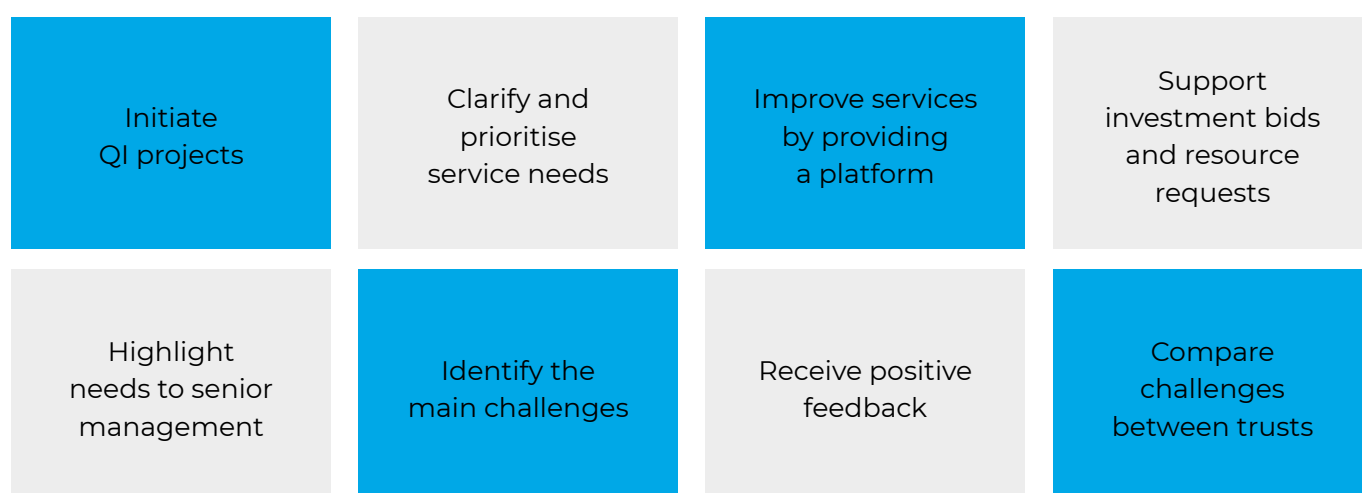 Initiate
QI projects
Clarify and
prioritise
service needs
Improve services
by providing
a platform
Support
investment bids
and resource
requests
Highlight
needs to senior
management
Identify the
main challenges
Receive positive
feedback
Compare
challenges
between trusts